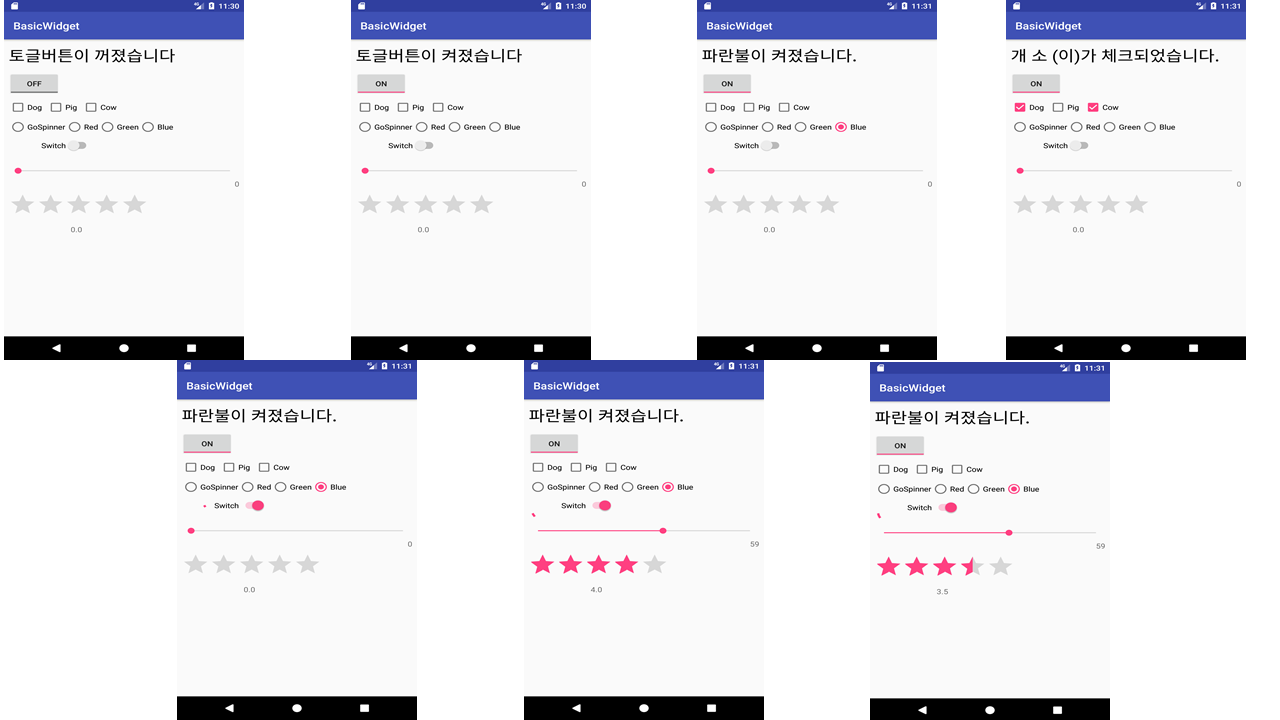 11:30
BasicWidget
토글버튼이 꺼졌습니다
OFF
Dog Pig Cow
GoSpinner Red Green Blue
Switch
0
0.0
11:30
BasicWidget
토글버튼이 켜졌습니다
ON
Dog Pig Cow
GoSpinner Red Green Blue
Switch
0
0.0
11:31
BasicWidget
파란불이 켜졌습니다.
ON
Dog Pig Cow
GoSpinner Red Green Blue
Switch
0
0.0
11:31
BasicWidget
개 소 (이)가 체크되었습니다.
ON
Dog Pig Cow
GoSpinner Red Green Blue
Switch
0
0.0
11:31
BasicWidget
파란불이 켜졌습니다.
ON
Dog Pig Cow
GoSpinner Red Green Blue
Switch
0
0.0
11:31
BasicWidget
파란불이 켜졌습니다.
ON
Dog Pig Cow
GoSpinner Red Green Blue
Switch
59
4.0
11:31
BasicWidget
파란불이 켜졌습니다.
ON
Dog Pig Cow
GoSpinner Red Green Blue
Switch
59
3.5